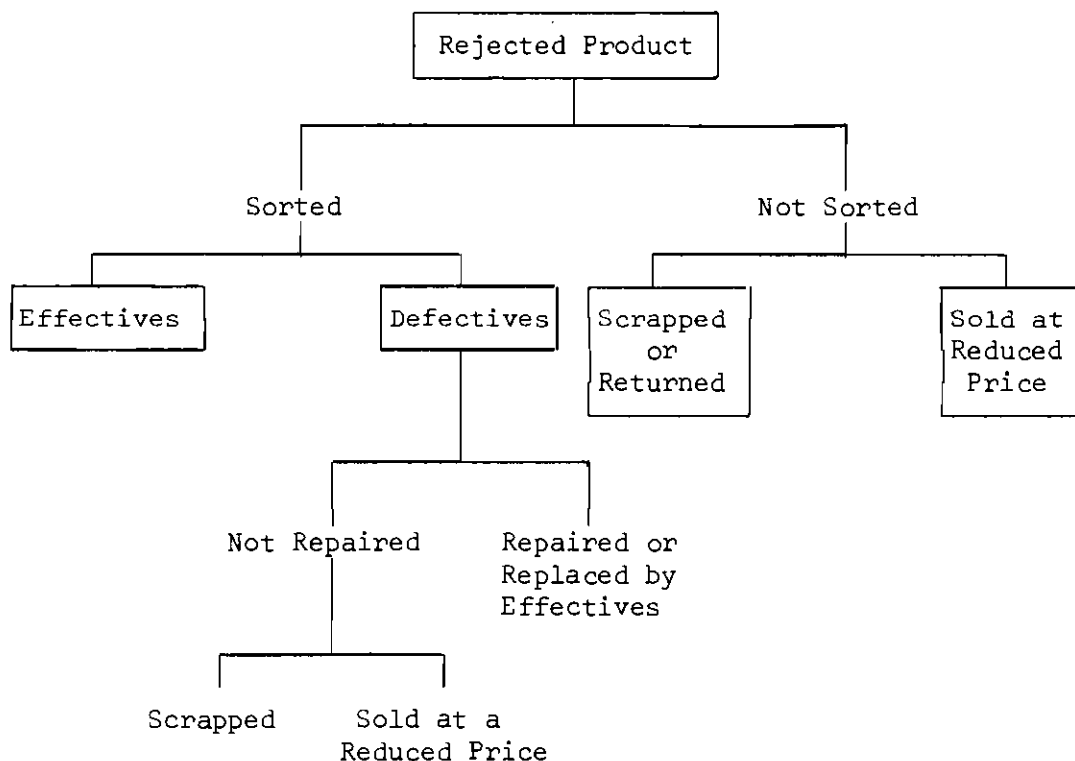 Rejected Product
Sorted
Not Sorted
Effectives
Defectives
Scrapped
or
Returned
Sold at
Reduced
Price
Not Repaired
Repaired or
Replaced by
Effectives
Scrapped
Sold at a
Reduced Price